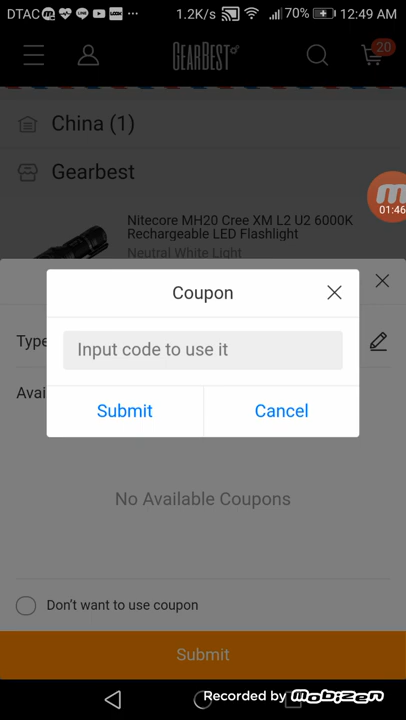 DTAC LINE LOOK ... 1.2K/s 70% 12:49 AM
GEARBEST 20
China (1)
Gearbest
Nitecore MH20 Cree XM L2 U2 6000K
Rechargeable LED Flashlight
Neutral White Light
01:46
Coupon
Type
Input code to use it
Avai
Submit Cancel
No Available Coupons
Don't want to use coupon
Submit
Recorded by Mobizen